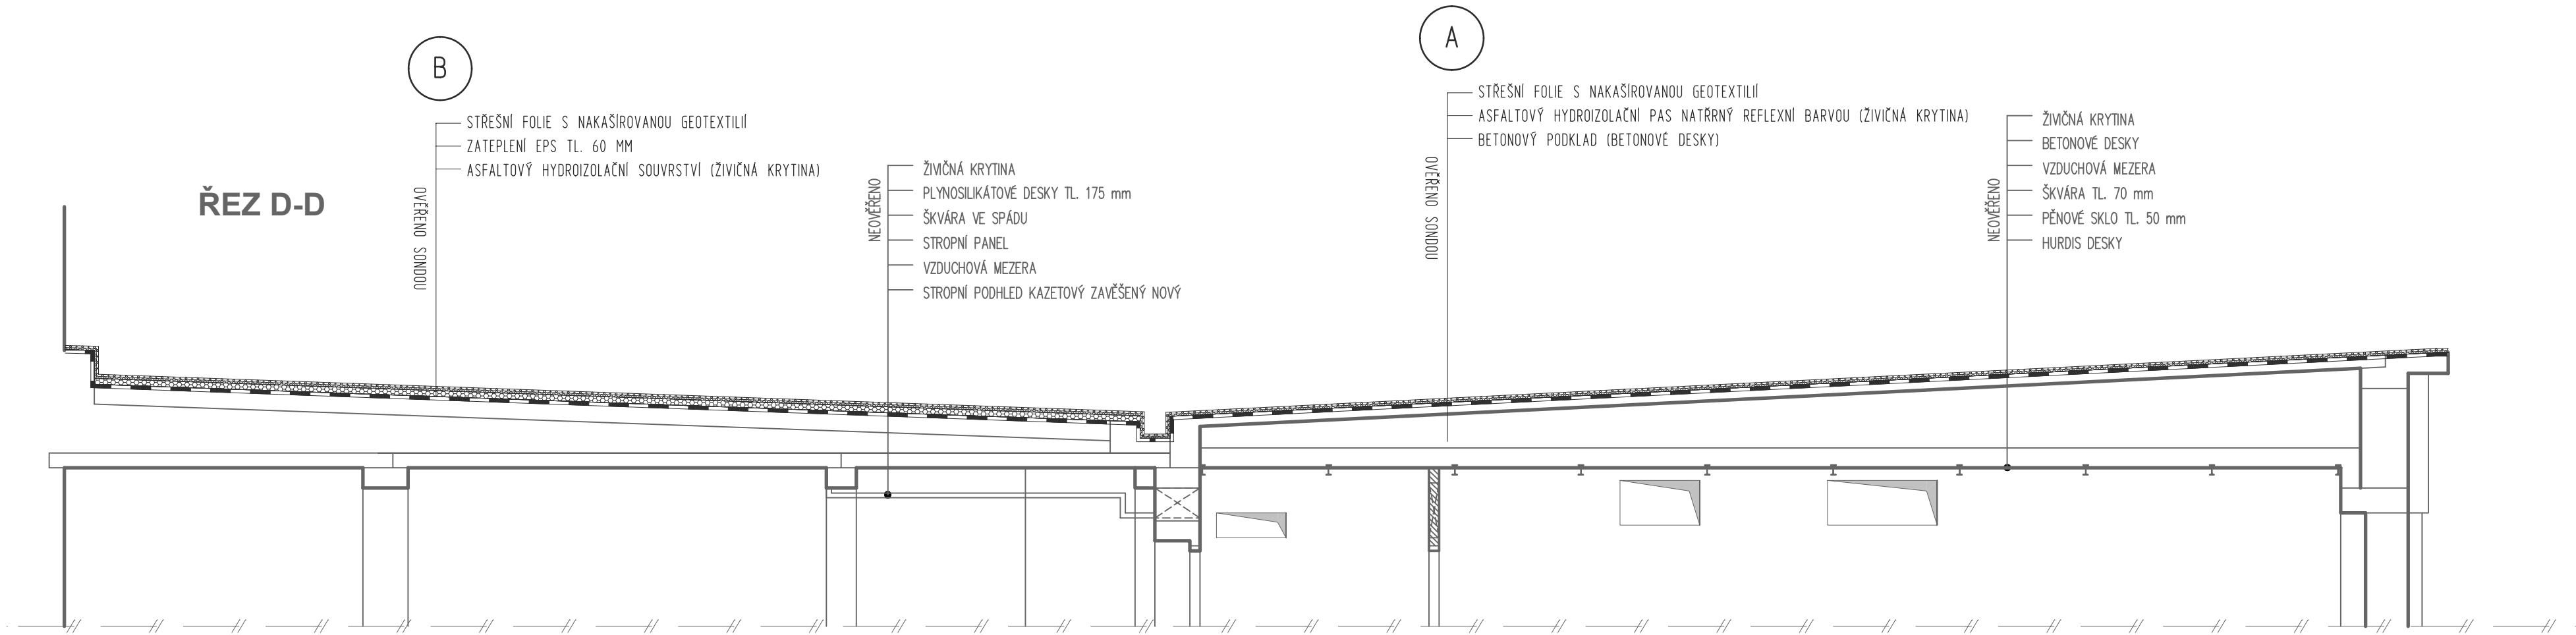 B
A
STŘEŠNÍ FOLIE S NAKAŠÍROVANOU GEOTEXTILIÍ
ZATEPLENÍ EPS TL. 60 MM
ASFALTOVÝ HYDROIZOLAČNÍ SOUVRSTVÍ (ŽIVIČNÁ KRYTINA)
OVĚŘENO SONDOU
ŘEZ D-D
ŽIVIČNÁ KRYTINA
PLYNOSILIKÁTOVÉ DESKY TL. 175 mm
ŠKVÁRA VE SPÁDU
STROPNÍ PANEL
VZDUCHOVÁ MEZERA
STROPNÍ PODHLED KAZETOVÝ ZAVĚŠENÝ NOVÝ
NEOVĚŘENO
STŘEŠNÍ FOLIE S NAKAŠÍROVANOU GEOTEXTILIÍ
ASFALTOVÝ HYDROIZOLAČNÍ PAS NATŘRNÝ REFLEXNÍ BARVOU (ŽIVIČNÁ KRYTINA)
BETONOVÝ PODKLAD (BETONOVÉ DESKY)
OVĚŘENO SONDOU
ŽIVIČNÁ KRYTINA
BETONOVÉ DESKY
VZDUCHOVÁ MEZERA
ŠKVÁRA TL. 70 mm
PĚNOVÉ SKLO TL. 50 mm
HURDIS DESKY
NEOVĚŘENO